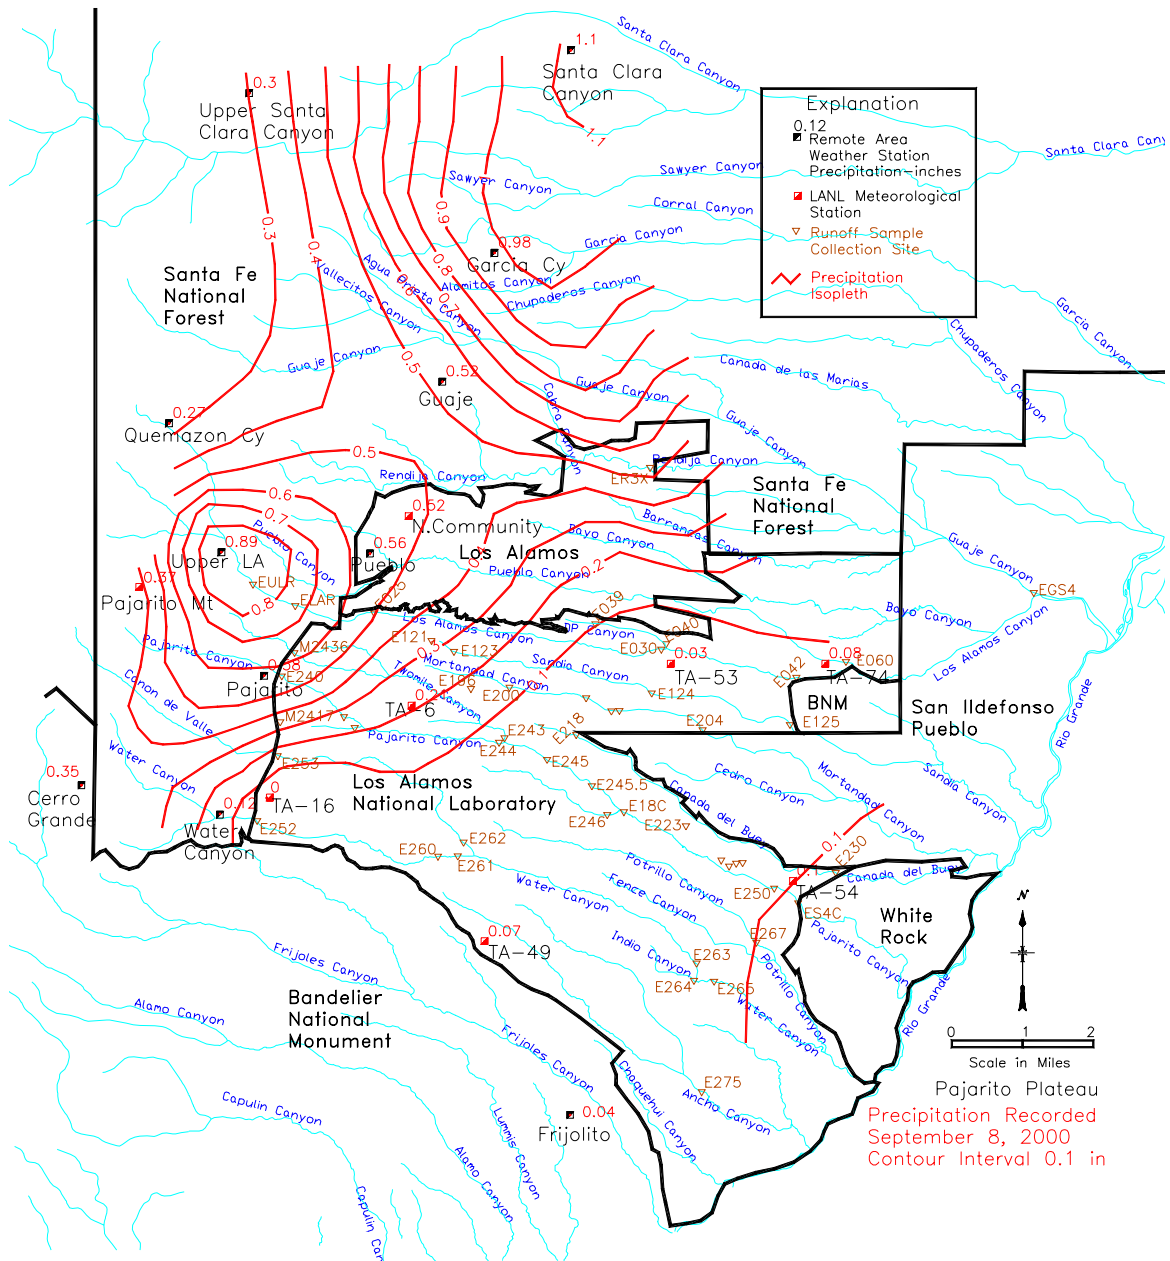 1.1
Santa Clara
Canyon
Santa Clara Canyon
0.3
Upper Santa
Clara Canyon
1.1
Explanation
0.12
Remote Area
Weather Station
Precipitation-inches
LANL Meteorological
Station
Runoff Sample
Collection Site
Precipitation
Isopleth
Sawyer Canyon
Sawyer Canyon
Corral Canyon
0.3
0.4
0.9
0.98
Garcia Cy
Garcia Canyon
Santa Fe
National
Forest
Vallecitos Canyon
Agua Prieta Canyon
0.8
0.7
Alamitos Canyon
Chupaderos Canyon
Garcia Canyon
Chupaderos Canyon
Guaje Canyon
0.5
0.52
Guaje
Cabra Canyon
Guaje Canyon
Canada de las Marias
Guaje Canyon
0.27
Quemazon Cy
0.5
Rendija Canyon
Rendija Canyon
ER3X
Santa Fe
National
Forest
0.6
0.7
0.52
N.Community
Los Alamos
Barrancas Canyon
Bayo Canyon
Guaje Canyon
Pueblo Canyon
0.89
Upper LA
0.8
0.56
Pueblo
Pueblo Canyon
0.2
0.37
Pajarito Mt
EULR
ELAR
EGS4
Bayo Canyon
Los Alamos Canyon
E121
E123
Los Alamos Canyon
DP Canyon
E039
E040
E030
Pajarito Canyon
M2436
E240
Pajarito
Mortandad Canyon
Twomile Canyon
Sandia Canyon
E196
E200
0.1
0.03
TA-53
E124
0.08
TA-74
E060
E042
BNM
E125
San Ildefonso
Pueblo
Rio Grande
Canon de Valle
M2417
TA-6
Pajarito Canyon
E243
E244
E218
E204
E245
Water Canyon
E253
0.35
Cerro
Grande
Los Alamos
National Laboratory
0
TA-16
0.12
Water
Canyon
E252
E245.5
E18C
E246
E223
Canada del Buey
Cedro Canyon
Mortandad Canyon
Sandia Canyon
E260
E262
E261
0.1
E230
Canada del Buey
Potrillo Canyon
Fence Canyon
Water Canyon
E250
TA-54
ES4C
White
Rock
Pajarito Canyon
0.07
TA-49
Indio Canyon
E263
E264
E265
E267
Potrillo Canyon
Water Canyon
Rio Grande
Frijoles Canyon
Bandelier
National
Monument
Alamo Canyon
Frijoles Canyon
Chaquehui Canyon
E275
Ancho Canyon
Capulin Canyon
Lummis Canyon
Alamo Canyon
0.04
Frijolito
N
0 1 2
Scale in Miles
Pajarito Plateau
Precipitation Recorded
September 8, 2000
Contour Interval 0.1 in